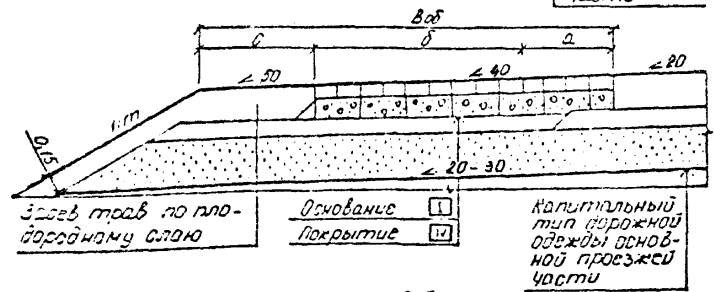 Воб
с
б
а
∠ 50
∠ 40
∠ 20
1:m
0,15
∠ 20-30
Засев трав по пло-
дородному слою
Основание I
Покрытие IV
Капитальный
тип дорожной
одежды основ-
ной проезжей
части